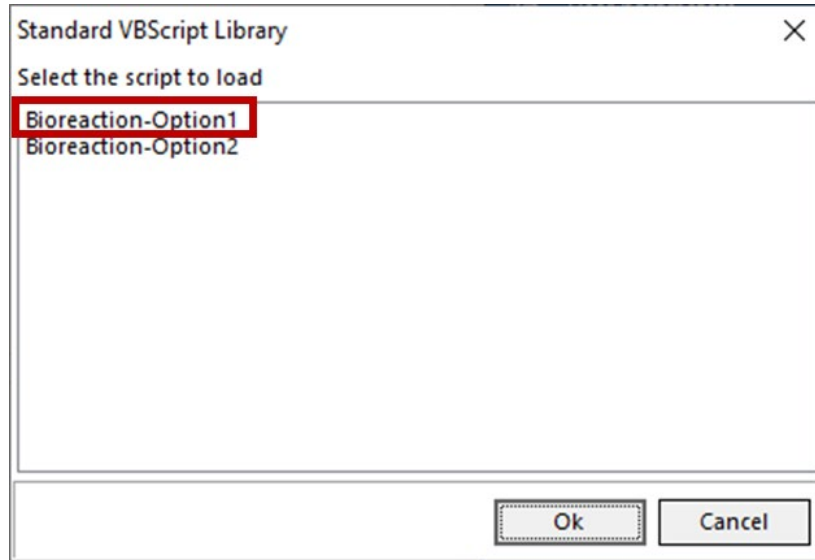 Standard VBScript Library
Select the script to load
Bioreaction-Option1
Bioreaction-Option2
Ok Cancel